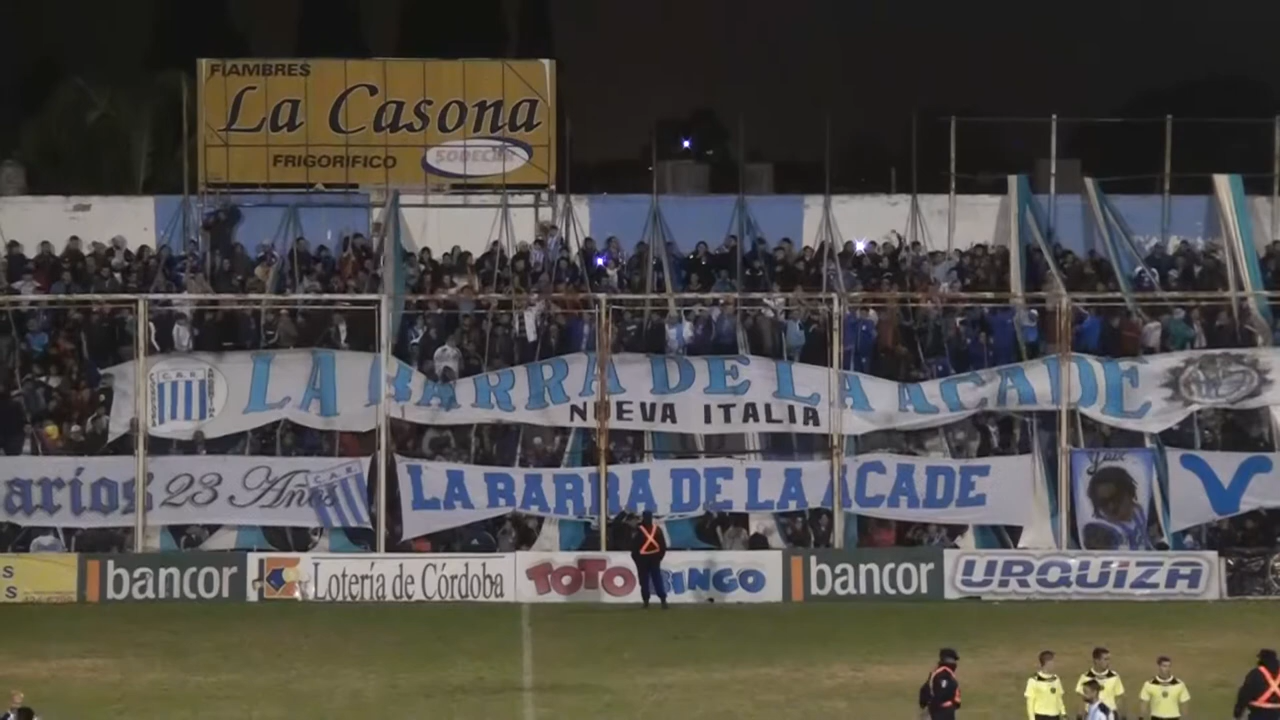 FIAMBRES
La Casona
FRIGORIFICO
SODECAR
C.A.R.
LA BARRA DE LA ACADE
NUEVA ITALIA
arios 23 Años
C.A.R.
LA BARRA DE LA ACADE
S
S
bancor
Lotería de Córdoba
TOTO BINGO
bancor
URQUIZA